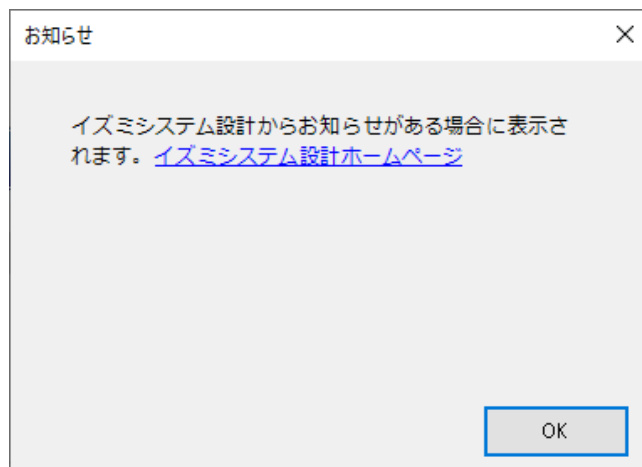 お知らせ
イズミシステム設計からお知らせがある場合に表示さ
れます。イズミシステム設計ホームページ
OK